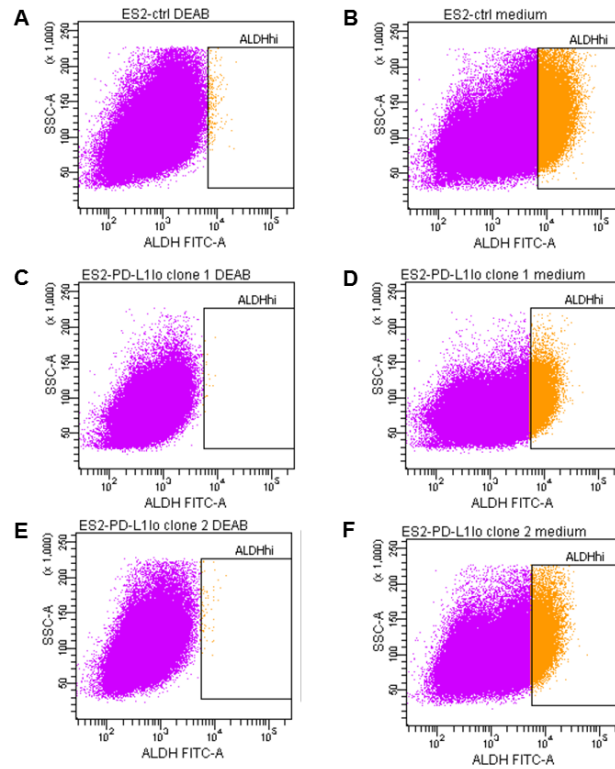 A
ES2-ctrl DEAB
(x 1,000)
SSC-A
50 100 150 200 250
ALDHhi
10² 10³ 10⁴ 10⁵
ALDH FITC-A
B
ES2-ctrl medium
(x 1,000)
SSC-A
50 100 150 200 250
ALDHhi
10² 10³ 10⁴ 10⁵
ALDH FITC-A
C
ES2-PD-L1lo clone 1 DEAB
(x 1,000)
SSC-A
50 100 150 200 250
ALDHhi
10² 10³ 10⁴ 10⁵
ALDH FITC-A
D
ES2-PD-L1lo clone 1 medium
(x 1,000)
SSC-A
50 100 150 200 250
ALDHhi
10² 10³ 10⁴ 10⁵
ALDH FITC-A
E
ES2-PD-L1lo clone 2 DEAB
(x 1,000)
SSC-A
50 100 150 200 250
ALDHhi
10² 10³ 10⁴ 10⁵
ALDH FITC-A
F
ES2-PD-L1lo clone 2 medium
(x 1,000)
SSC-A
50 100 150 200 250
ALDHhi
10² 10³ 10⁴ 10⁵
ALDH FITC-A